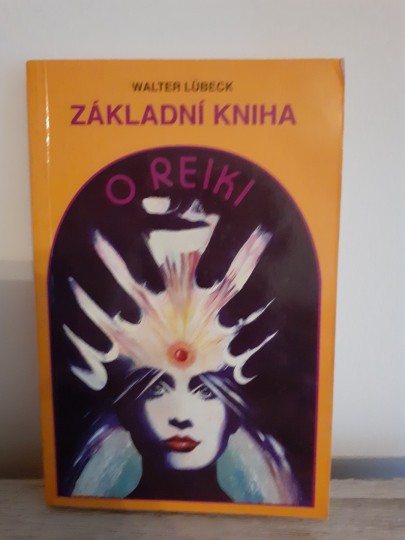 WALTER LÜBECK
ZÁKLADNÍ KNIHA
O REIKI